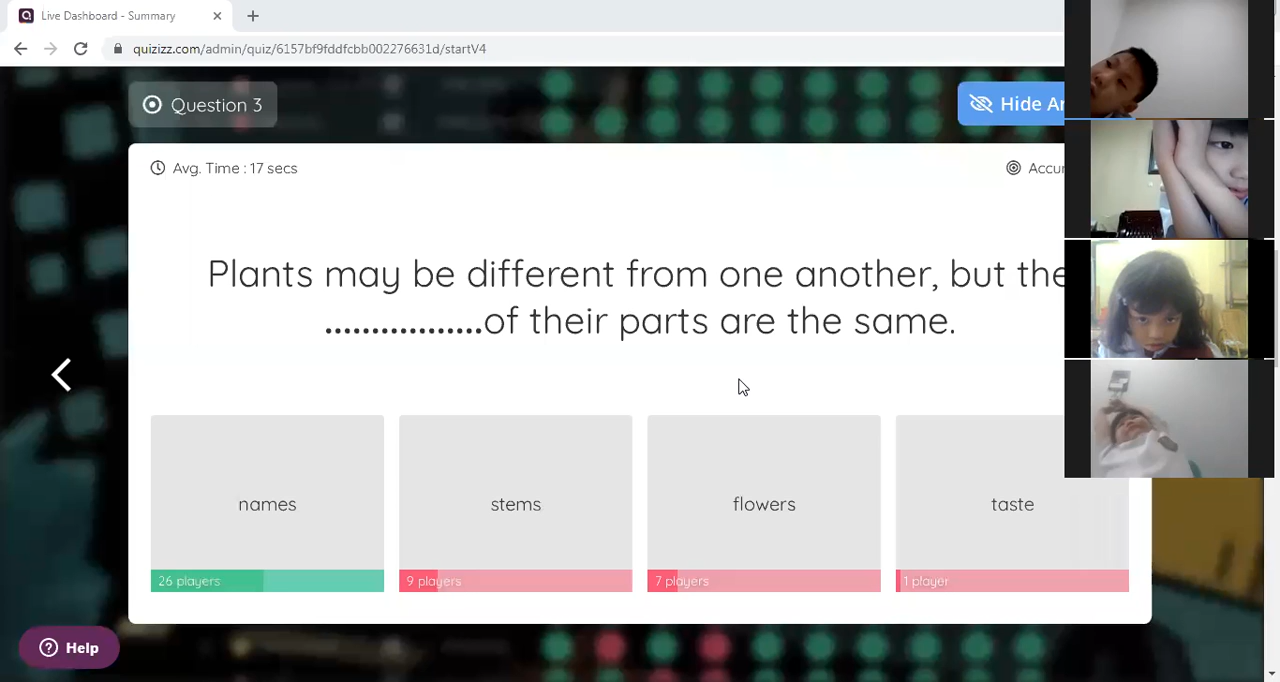 Live Dashboard - Summary
quizizz.com/admin/quiz/6157bf9fddfcbb002276631d/startV4
Question 3
Hide
Avg. Time : 17 secs
Plants may be different from one another, but the
.................of their parts are the same.
names
stems
flowers
taste
26 players
9 players
7 players
1 player
Help